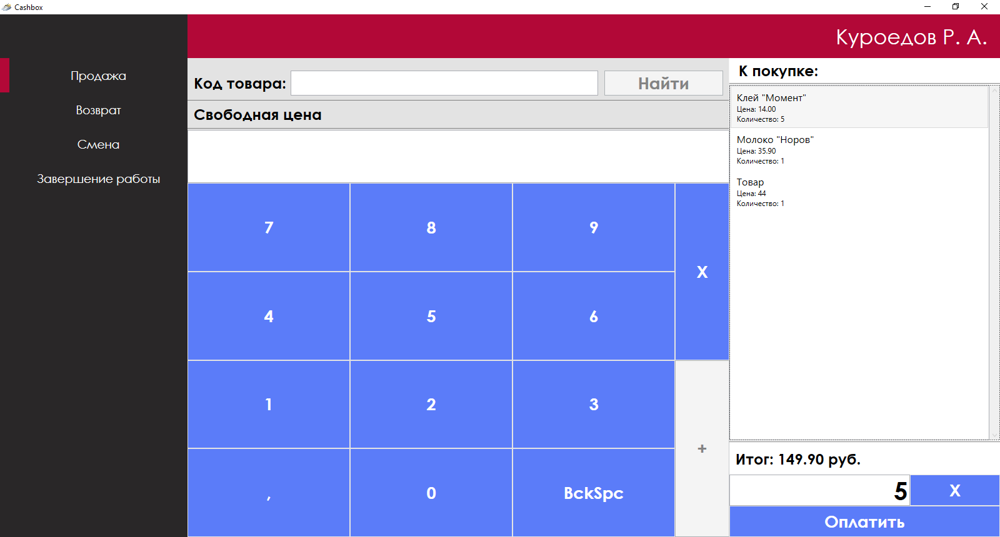 Cashbox
Куроедов Р. А.
Продажа
Возврат
Смена
Завершение работы
Код товара:
Найти
Свободная цена
7 8 9 X
4 5 6
1 2 3 +
, 0 BckSpc
К покупке:
Клей "Момент"
Цена: 14.00
Количество: 5
Молоко "Норов"
Цена: 35.90
Количество: 1
Товар
Цена: 44
Количество: 1
Итог: 149.90 руб.
5 X
Оплатить